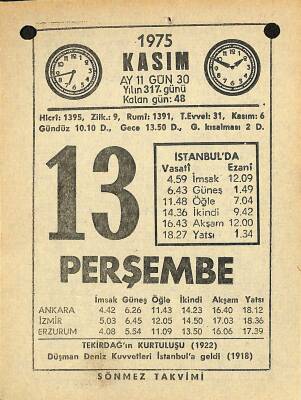 1975
KASIM
AY 11 GÜN 30
Yılın 317. günü
Kalan gün: 48
Hicrî: 1395, Zilk.: 9, Rumî: 1391, T.Evvel: 31, Kasım: 6
Gündüz 10.10 D., Gece 13.50 D., G. kısalması 2 D.
13
İSTANBUL'DA
Vasatî Ezanî
4.59 İmsak 12.09
6.43 Güneş 1.49
11.48 Öğle 7.04
14.36 İkindi 9.42
16.43 Akşam 12.00
18.27 Yatsı 1.34
PERŞEMBE
İmsak Güneş Öğle İkindi Akşam Yatsı
ANKARA 4.42 6.26 11.43 14.23 16.40 18.12
İZMİR 5.03 6.45 12.05 14.50 17.03 18.36
ERZURUM 4.08 5.54 11.09 13.50 16.06 17.39
TEKİRDAĞ'ın KURTULUŞU (1922)
Düşman Deniz Kuvvetleri İstanbul'a geldi (1918)
SÖNMEZ TAKVİMİ